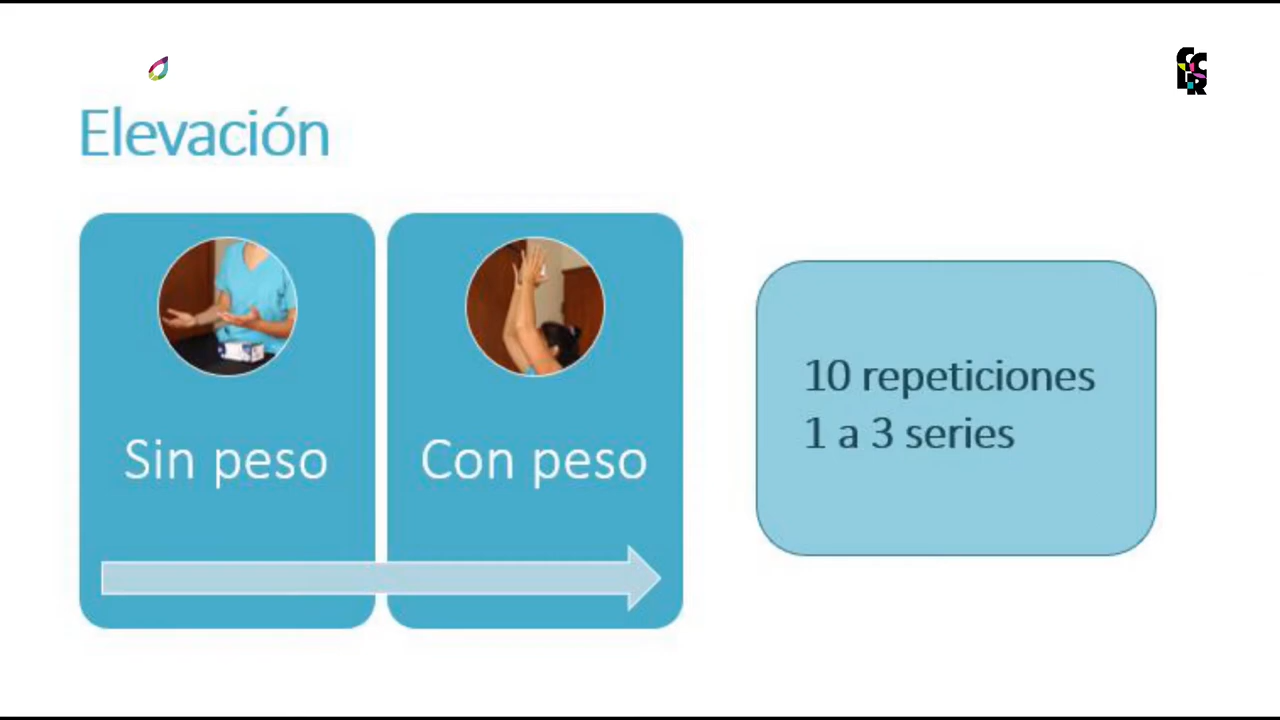 Elevación
Sin peso
Con peso
10 repeticiones
1 a 3 series